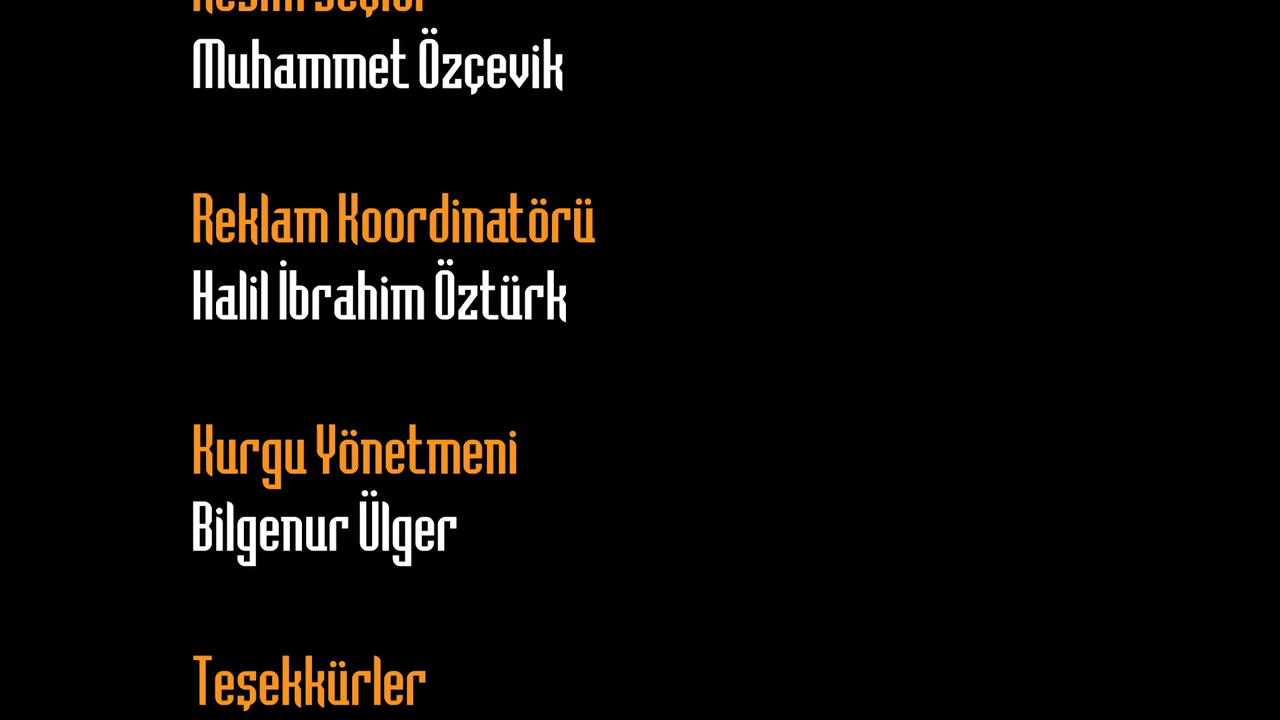 Muhammet Özçevik
Reklam Koordinatörü
Halil İbrahim Öztürk
Kurgu Yönetmeni
Bilgenur Ülger
Teşekkürler